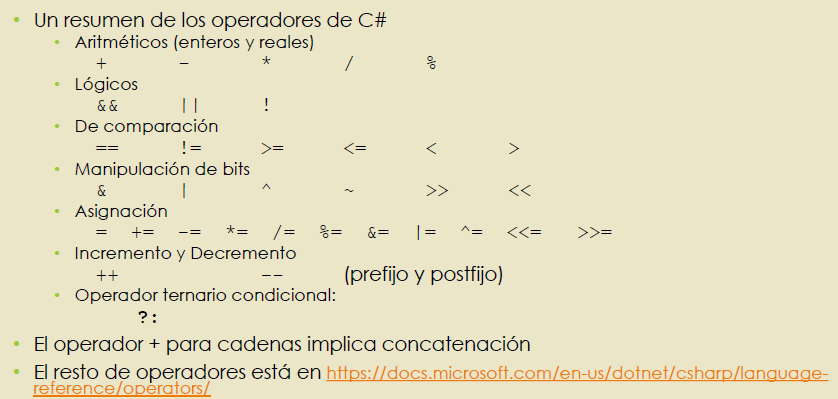 • Un resumen de los operadores de C#
• Aritméticos (enteros y reales)
+ - * / %
• Lógicos
&& || !
• De comparación
== != >= <= < >
• Manipulación de bits
& | ^ ~ >> <<
• Asignación
= += -= *= /= %= &= |= ^= <<= >>=
• Incremento y Decremento
++ -- (prefijo y postfijo)
• Operador ternario condicional:
?:
• El operador + para cadenas implica concatenación
• El resto de operadores está en https://docs.microsoft.com/en-us/dotnet/csharp/language-
reference/operators/